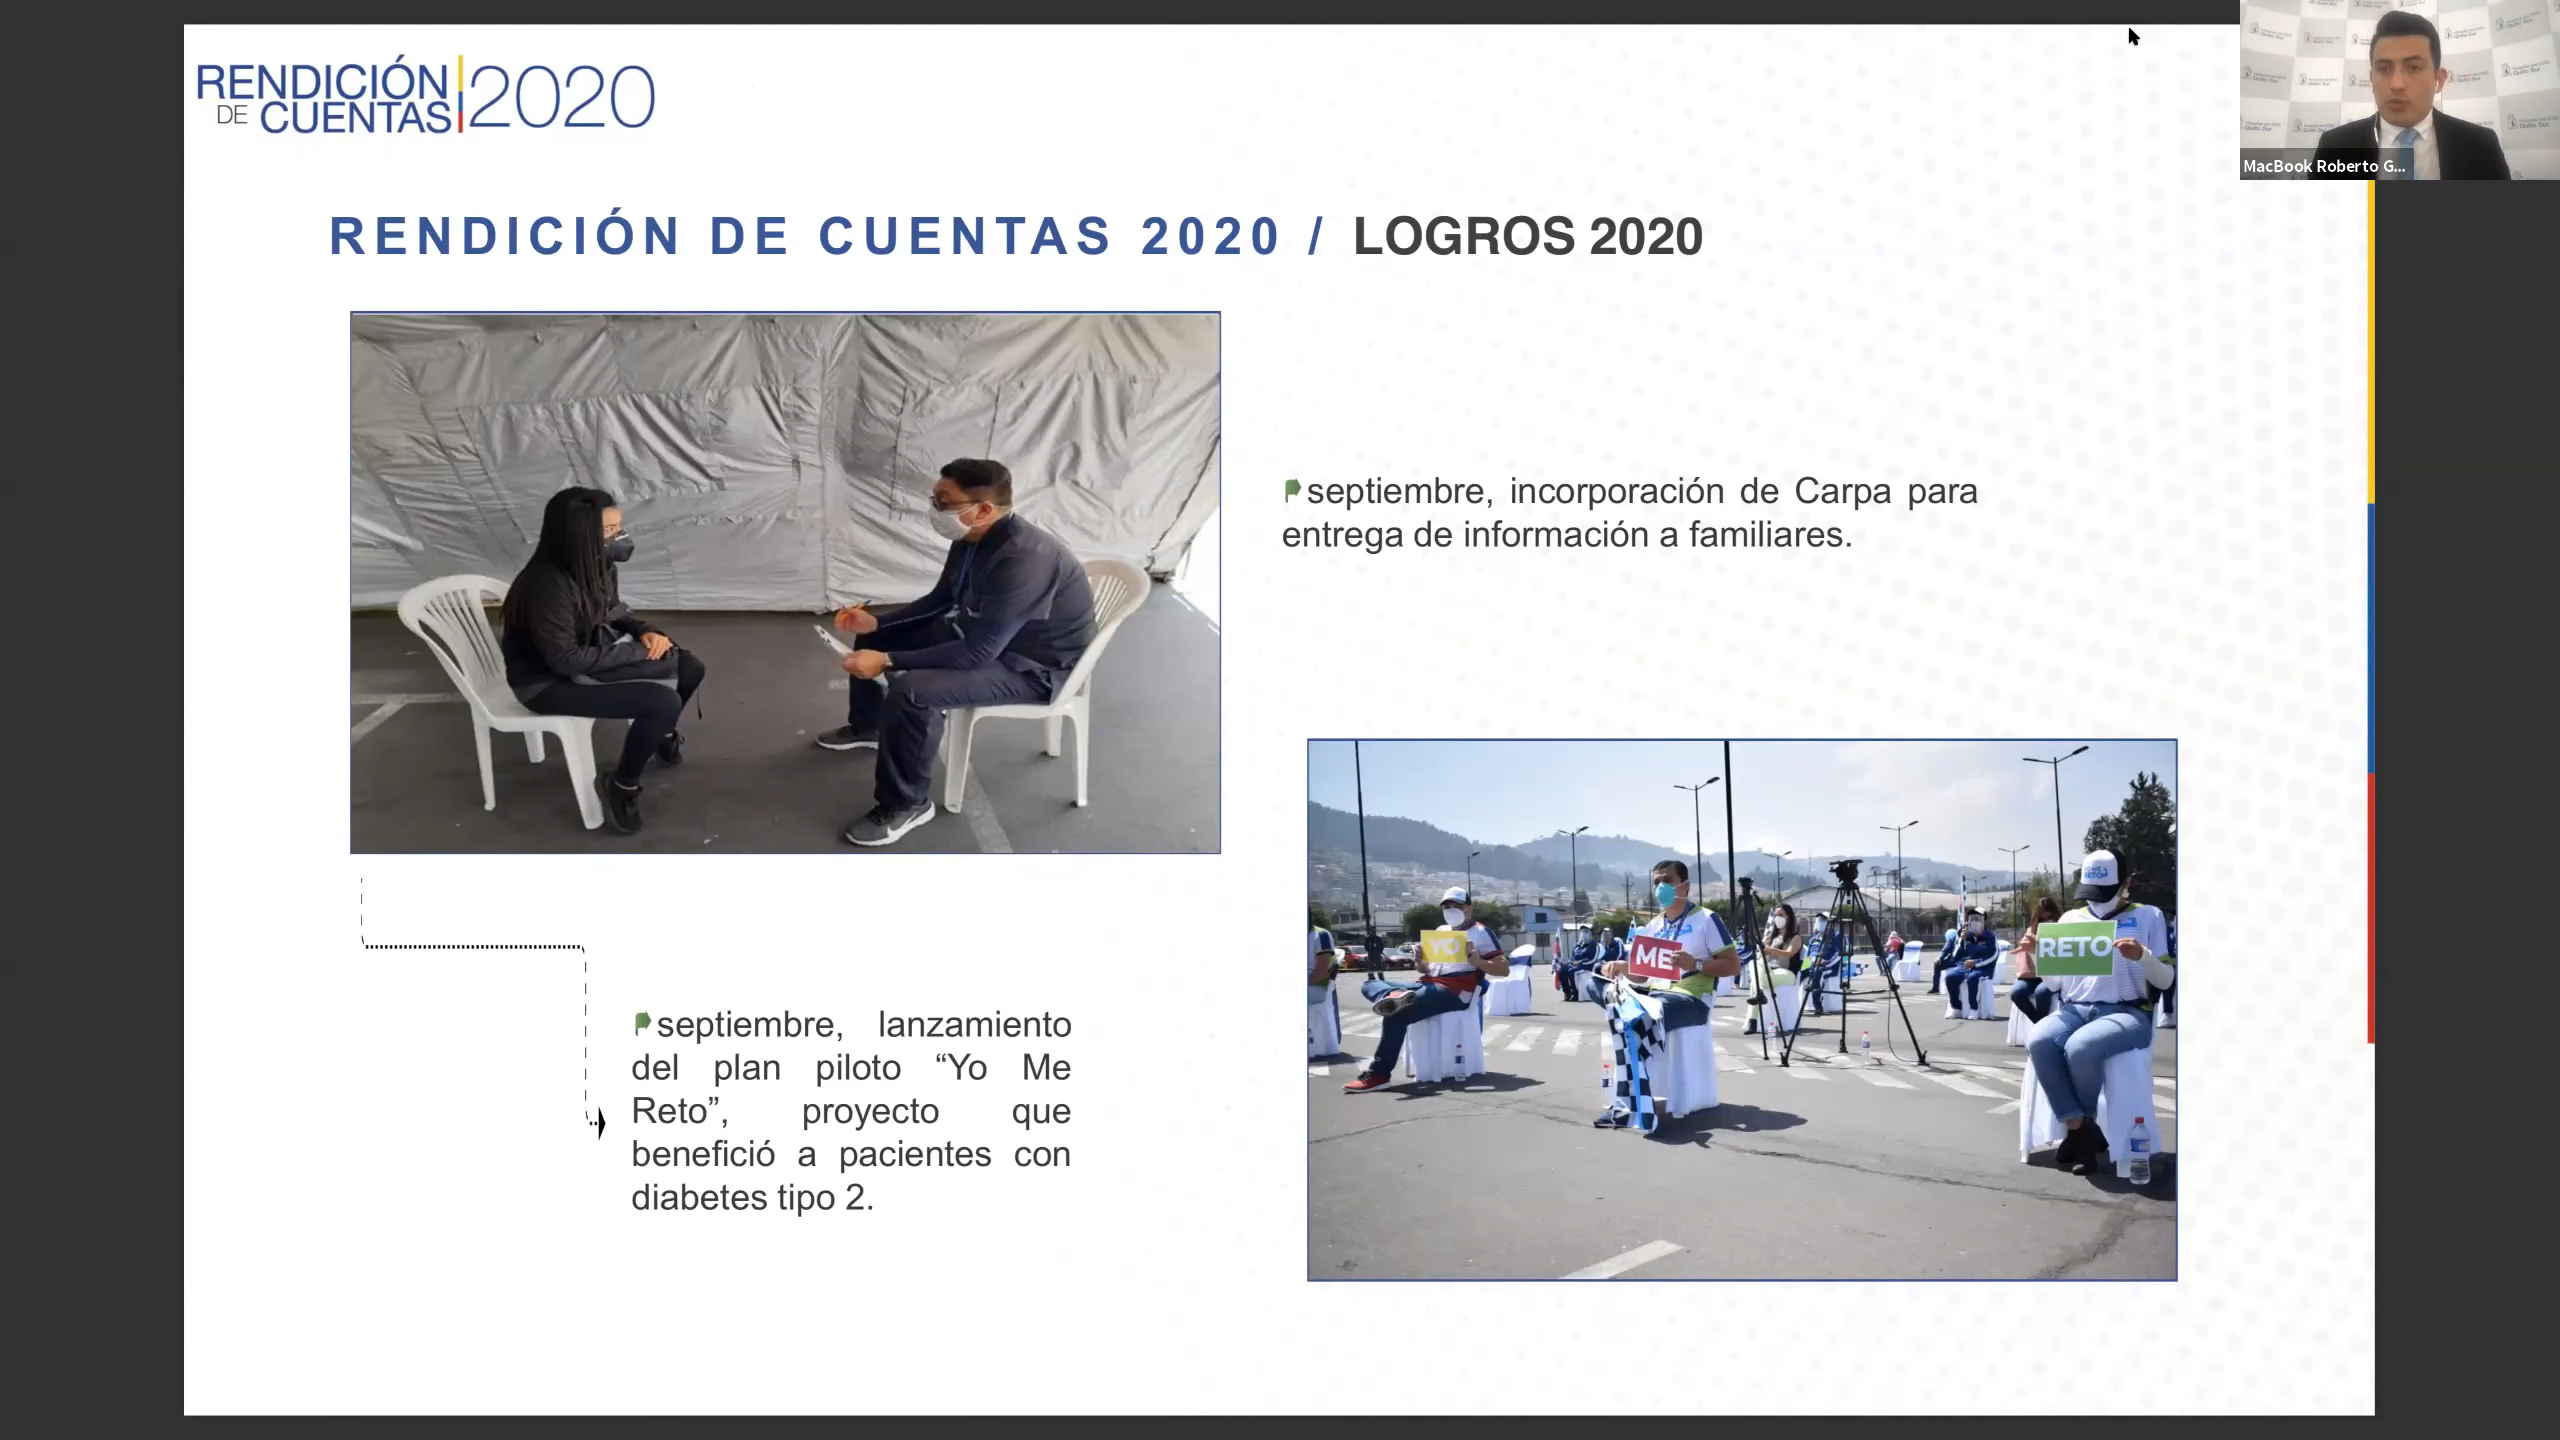 RENDICIÓN
DE CUENTAS
2020
MacBook Roberto G...
RENDICIÓN DE CUENTAS 2020 / LOGROS 2020
septiembre, incorporación de Carpa para
entrega de información a familiares.
YO
ME
RETO
septiembre, lanzamiento
del plan piloto “Yo Me
Reto”, proyecto que
benefició a pacientes con
diabetes tipo 2.